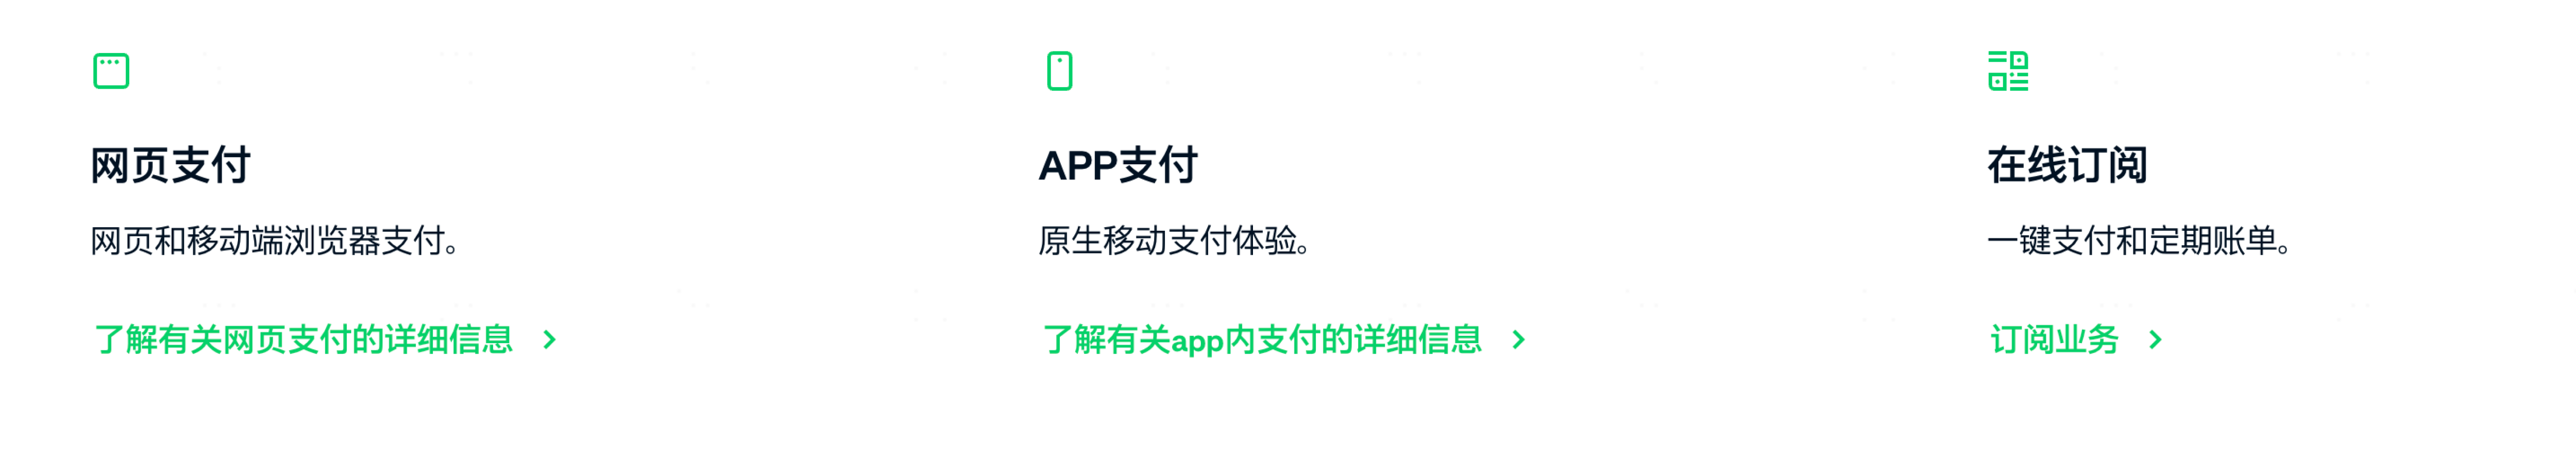 网页支付
网页和移动端浏览器支付。
了解有关网页支付的详细信息
APP支付
原生移动支付体验。
了解有关app内支付的详细信息
在线订阅
一键支付和定期账单。
订阅业务